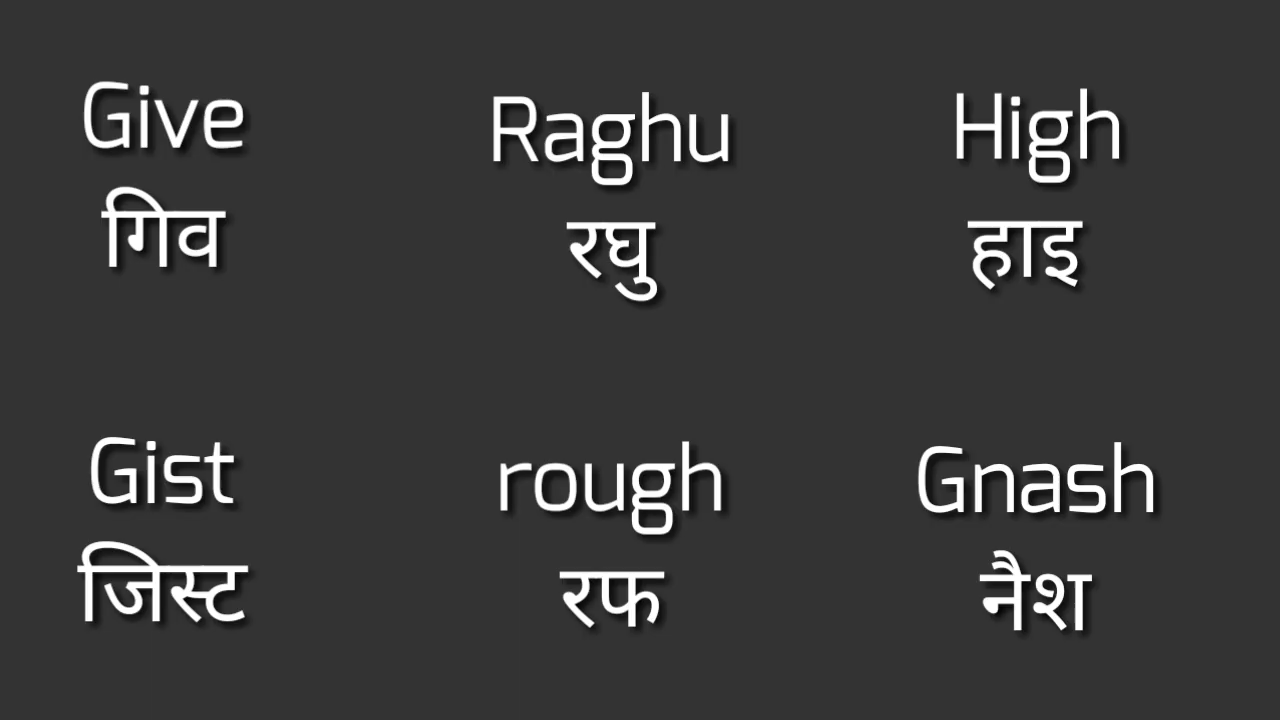 Give
गिव
Raghu
रघु
High
हाइ
Gist
जिस्ट
rough
रफ
Gnash
नैश